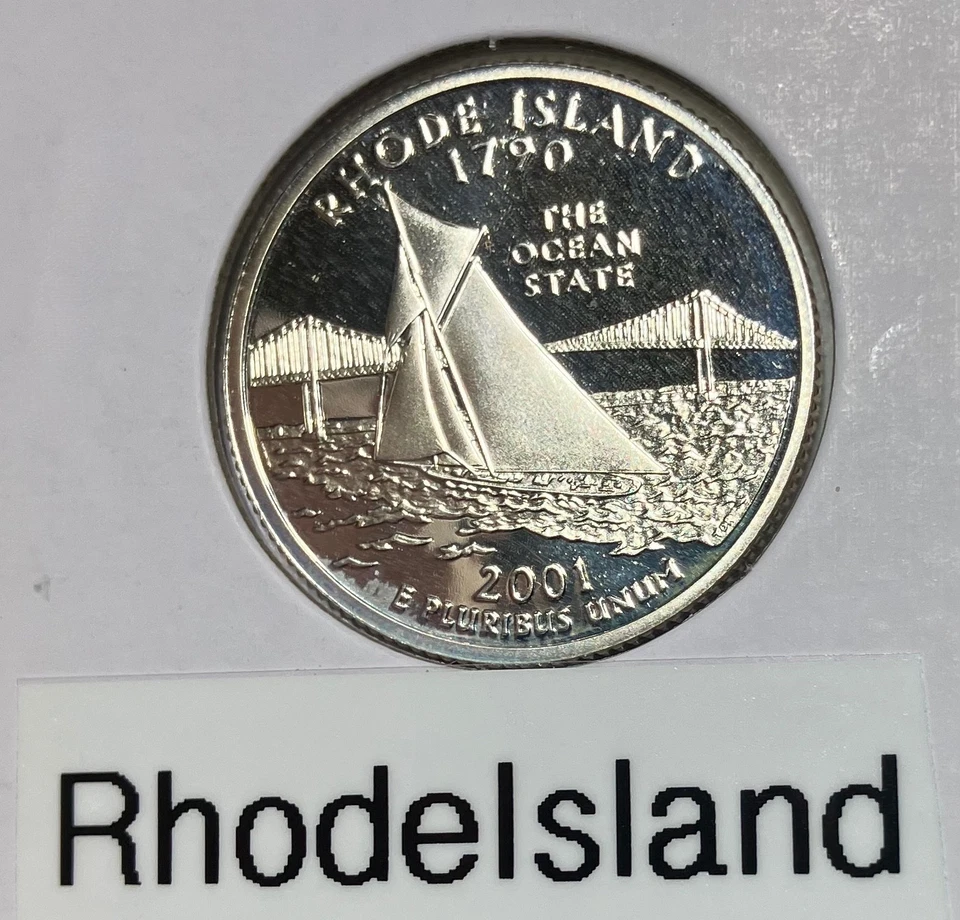 RHODE ISLAND
1790
THE
OCEAN
STATE
2001
E PLURIBUS UNUM
RhodeIsland